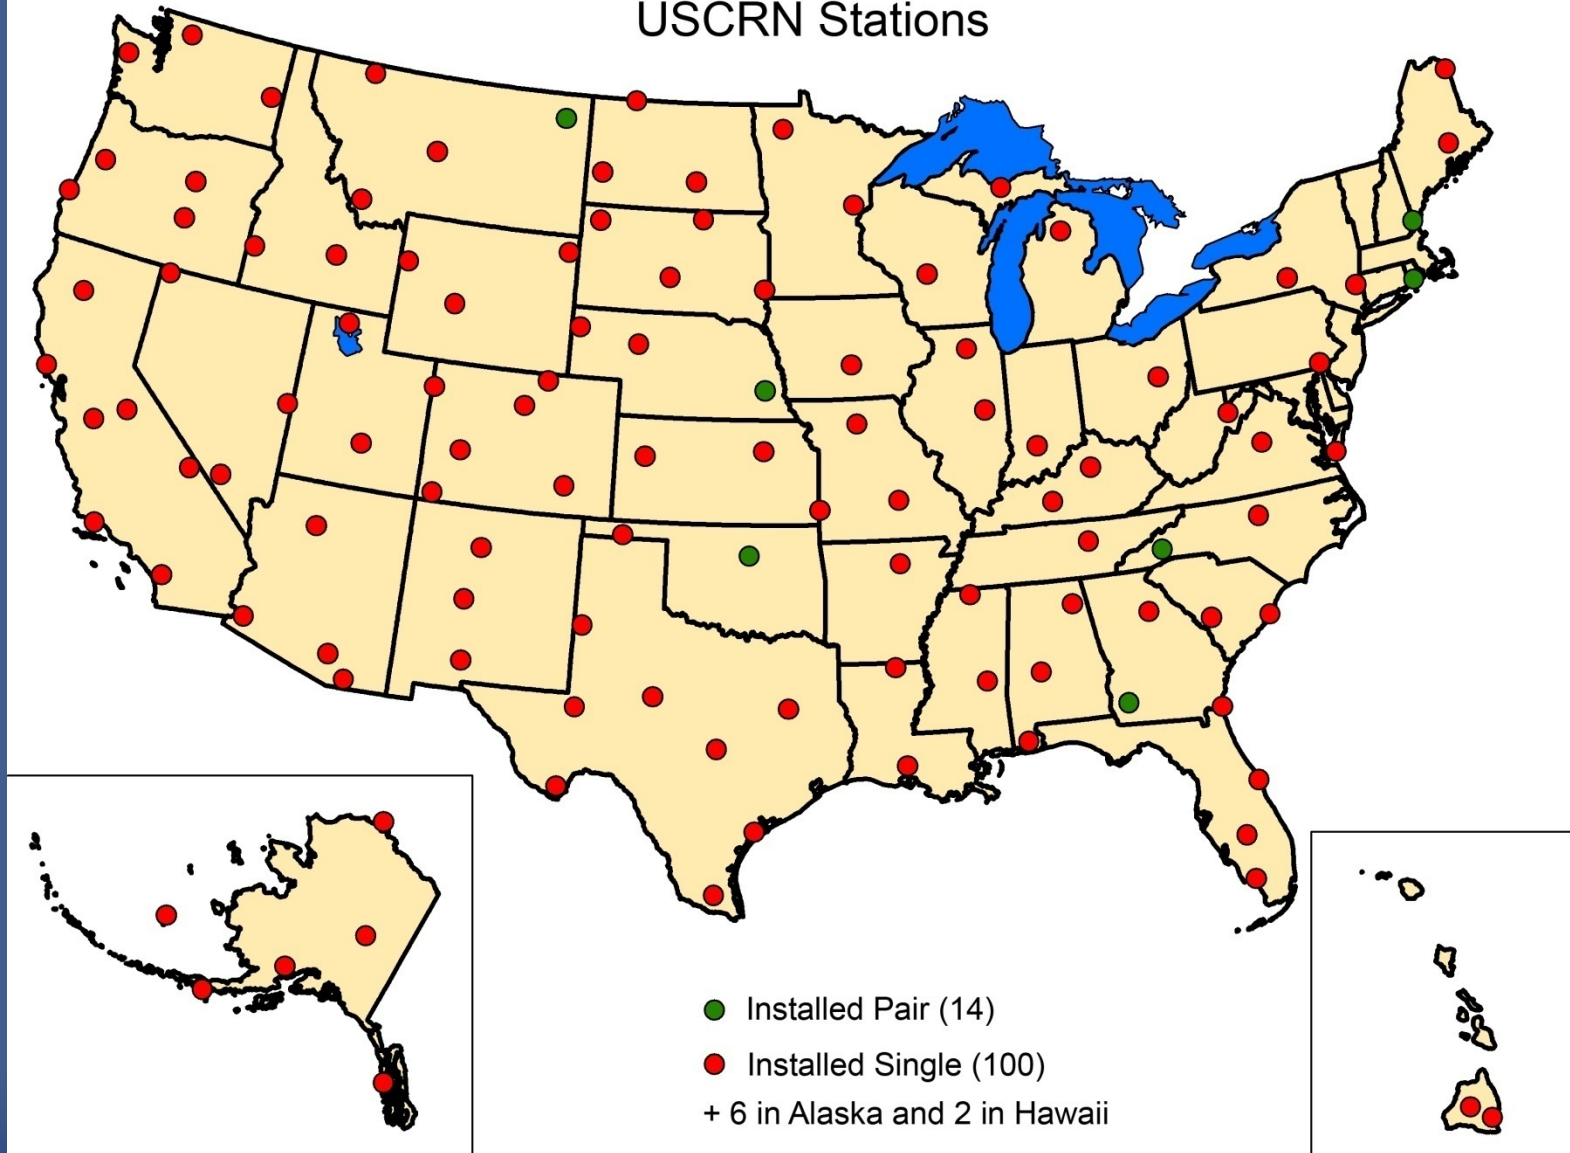 USCRN Stations
Installed Pair (14)
Installed Single (100)
+ 6 in Alaska and 2 in Hawaii